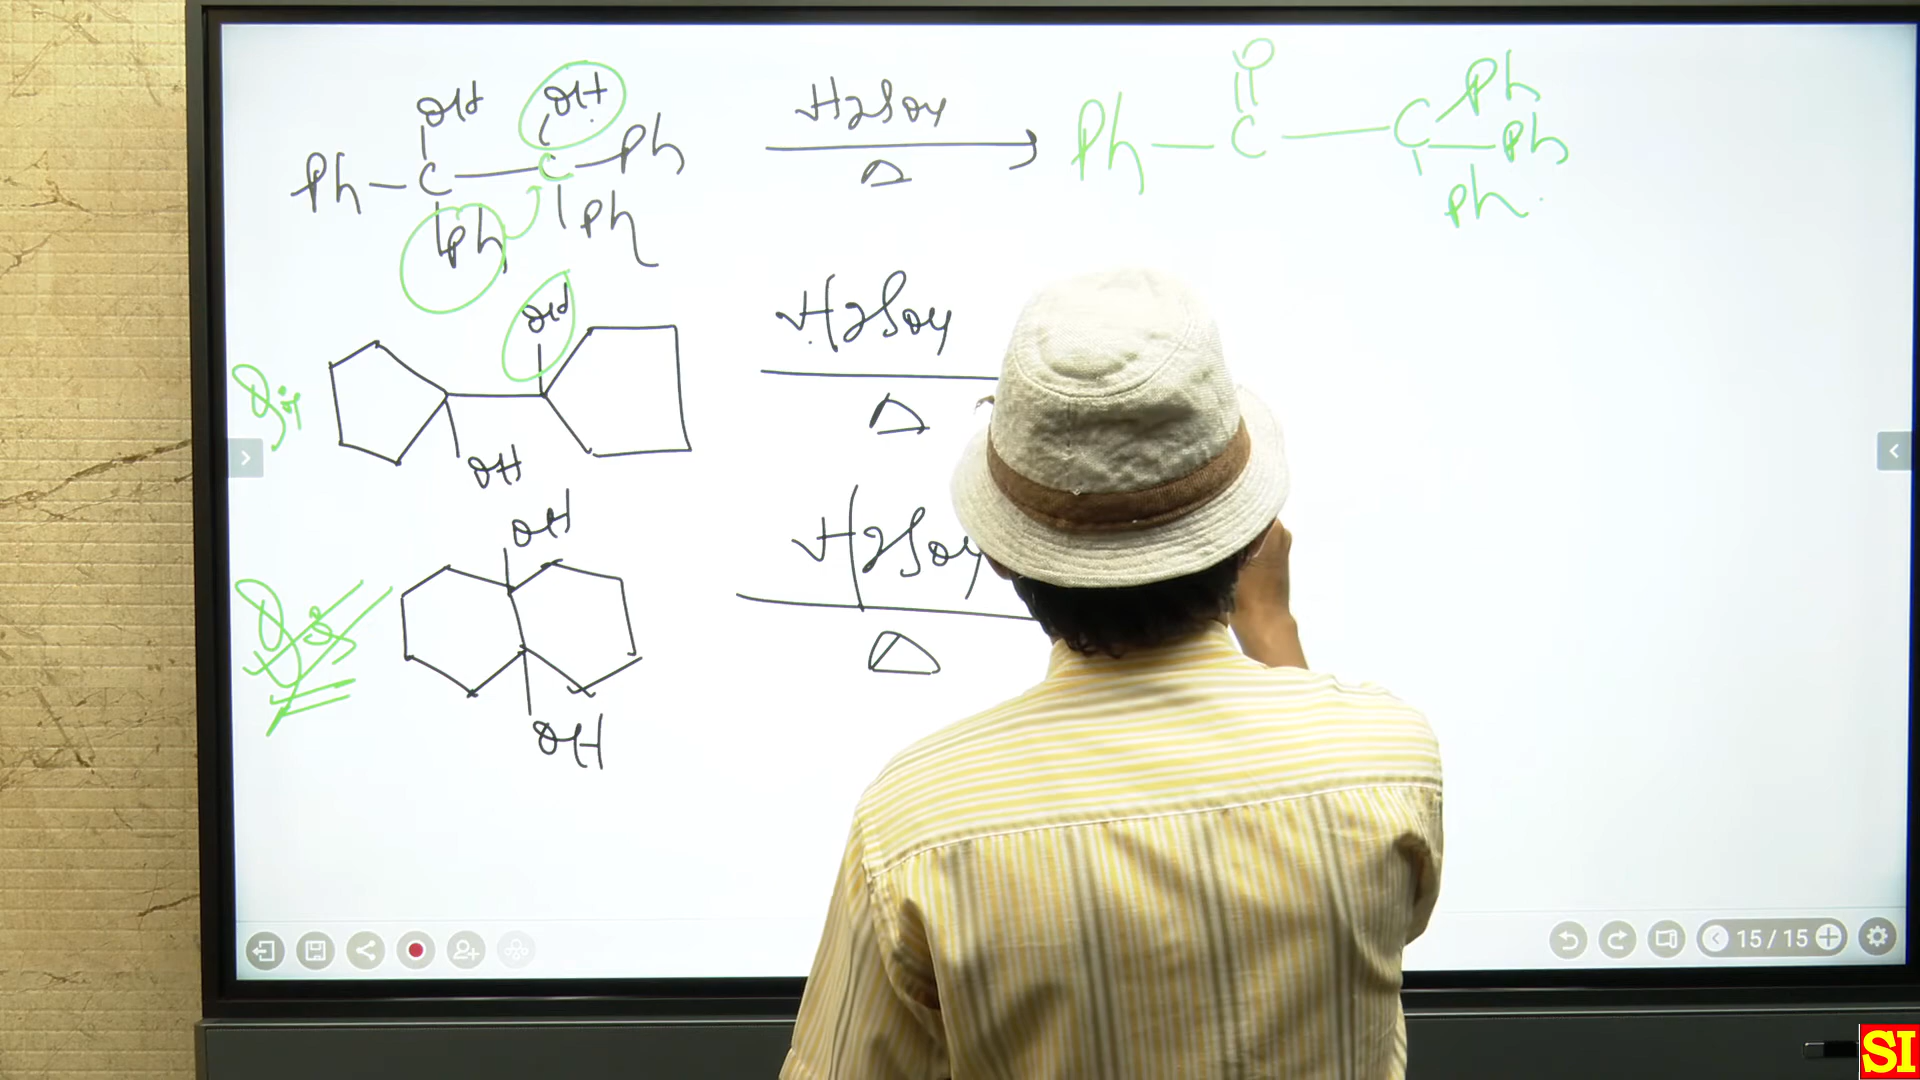 OH OH
Ph-C-C-Ph
Ph Ph
H2SO4
Δ
Ph-C-C-Ph
O
Ph
Ph
OH
OH
H2SO4
Δ
OH
OH
H2SO4
Δ
15/15
SI